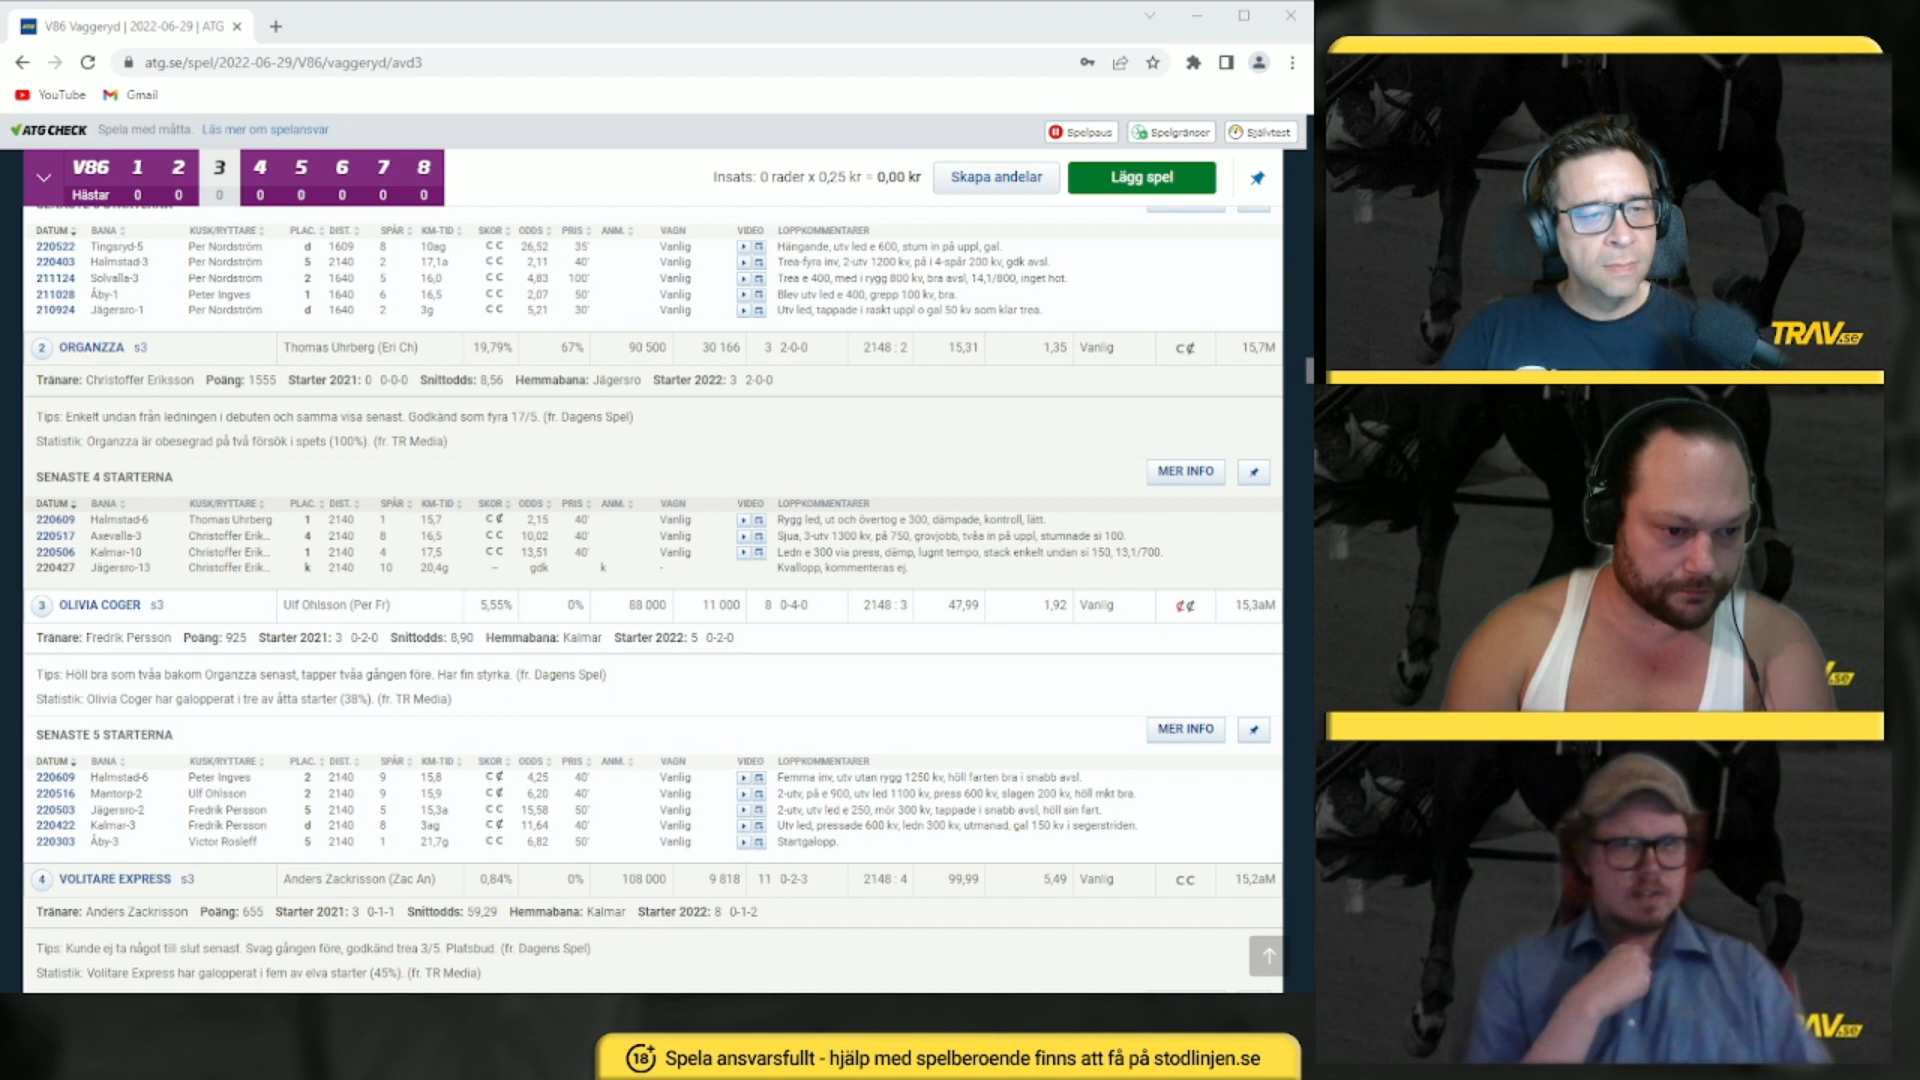 V86 Vaggeryd | 2022-06-29 | ATG
atg.se/spel/2022-06-29/V86/vaggeryd/avd3
YouTube Gmail
ATG CHECK Spela med måtta. Läs mer om spelansvar Spelpaus Spelgränser Självtest
V86 1 2 3 4 5 6 7 8
Hästar 0 0 0 0 0 0 0 0
Insats: 0 rader x 0,25 kr = 0,00 kr Skapa andelar Lägg spel
DATUM BANA KUSK/RYTTARE PLAC. DIST. SPÅR KM-TID SKOR ODDS PRIS ANM. VAGN VIDEO LOPPKOMMENTARER
220522 Tingsryd-5 Per Nordström d 1609 8 10ag C C 26,52 35' Vanlig Hängande, utv led e 600, stum in på uppl, gal.
220403 Halmstad-3 Per Nordström 5 2140 2 17,1a C C 2,11 40' Vanlig Trea-fyra inv, 2-utv 1200 kv, på i 4-spår 200 kv, gdk avsl.
211124 Solvalla-3 Per Nordström 2 1640 5 16,0 C C 4,83 100' Vanlig Trea e 400, med i rygg 800 kv, bra avsl, 14,1/800, inget hot.
211028 Åby-1 Peter Ingves 1 1640 6 16,5 C C 2,07 50' Vanlig Blev utv led e 400, grepp 100 kv, bra.
210924 Jägersro-1 Per Nordström d 1640 2 3g C C 5,21 30' Vanlig Utv led, tappade i raskt uppl o gal 50 kv som klar trea.
2 ORGANZZA s3 Thomas Uhrberg (Eri Ch) 19,79% 67% 90 500 30 166 3 2-0-0 2148 : 2 15,31 1,35 Vanlig C₵ 15,7M
Tränare: Christoffer Eriksson Poäng: 1555 Starter 2021: 0 0-0-0 Snittodds: 8,56 Hemmabana: Jägersro Starter 2022: 3 2-0-0
Tips: Enkelt undan från ledningen i debuten och samma visa senast. Godkänd som fyra 17/5. (fr. Dagens Spel)
Statistik: Organzza är obesegrad på två försök i spets (100%). (fr. TR Media)
SENASTE 4 STARTERNA MER INFO
DATUM BANA KUSK/RYTTARE PLAC. DIST. SPÅR KM-TID SKOR ODDS PRIS ANM. VAGN VIDEO LOPPKOMMENTARER
220609 Halmstad-6 Thomas Uhrberg 1 2140 1 15,7 C ₵ 2,15 40' Vanlig Rygg led, ut och övertog e 300, dämpade, kontroll, lätt.
220517 Axevalla-3 Christoffer Erik... 4 2140 8 16,5 C C 10,02 40' Vanlig Sjua, 3-utv 1300 kv, på 750, grovjobb, tvåa in på uppl, stumnade si 100.
220506 Kalmar-10 Christoffer Erik... 1 2140 4 17,5 C C 13,51 40' Vanlig Ledn e 300 via press, dämp, lugnt tempo, stack enkelt undan si 150, 13,1/700.
220427 Jägersro-13 Christoffer Erik... k 2140 10 20,4g – gdk k - Kvallopp, kommenteras ej.
3 OLIVIA COGER s3 Ulf Ohlsson (Per Fr) 5,55% 0% 88 000 11 000 8 0-4-0 2148 : 3 47,99 1,92 Vanlig ₵₵ 15,3aM
Tränare: Fredrik Persson Poäng: 925 Starter 2021: 3 0-2-0 Snittodds: 8,90 Hemmabana: Kalmar Starter 2022: 5 0-2-0
Tips: Höll bra som tvåa bakom Organzza senast, tapper tvåa gången före. Har fin styrka. (fr. Dagens Spel)
Statistik: Olivia Coger har galopperat i tre av åtta starter (38%). (fr. TR Media)
SENASTE 5 STARTERNA MER INFO
DATUM BANA KUSK/RYTTARE PLAC. DIST. SPÅR KM-TID SKOR ODDS PRIS ANM. VAGN VIDEO LOPPKOMMENTARER
220609 Halmstad-6 Peter Ingves 2 2140 9 15,8 C ₵ 4,25 40' Vanlig Femma inv, utv utan rygg 1250 kv, höll farten bra i snabb avsl.
220516 Mantorp-2 Ulf Ohlsson 2 2140 9 15,9 C ₵ 6,20 40' Vanlig 2-utv, på e 900, utv led 1100 kv, press 600 kv, slagen 200 kv, höll mkt bra.
220503 Jägersro-2 Fredrik Persson 5 2140 5 15,3a C C 15,58 50' Vanlig 2-utv, utv led e 250, mör 300 kv, tappade i snabb avsl, höll sin fart.
220422 Kalmar-3 Fredrik Persson d 2140 8 3ag C ₵ 11,64 40' Vanlig Utv led, pressade 600 kv, ledn 300 kv, utmanad, gal 150 kv i segerstriden.
220303 Åby-3 Victor Rosleff 5 2140 1 21,7g C C 6,82 50' Vanlig Startgalopp.
4 VOLITARE EXPRESS s3 Anders Zackrisson (Zac An) 0,84% 0% 108 000 9 818 11 0-2-3 2148 : 4 99,99 5,49 Vanlig CC 15,2aM
Tränare: Anders Zackrisson Poäng: 655 Starter 2021: 3 0-1-1 Snittodds: 59,29 Hemmabana: Kalmar Starter 2022: 8 0-1-2
Tips: Kunde ej ta något till slut senast. Svag gången före, godkänd trea 3/5. Platsbud. (fr. Dagens Spel)
Statistik: Volitare Express har galopperat i fem av elva starter (45%). (fr. TR Media)
TRAV.se
.se
AV.se
18+ Spela ansvarsfullt - hjälp med spelberoende finns att få på stodlinjen.se